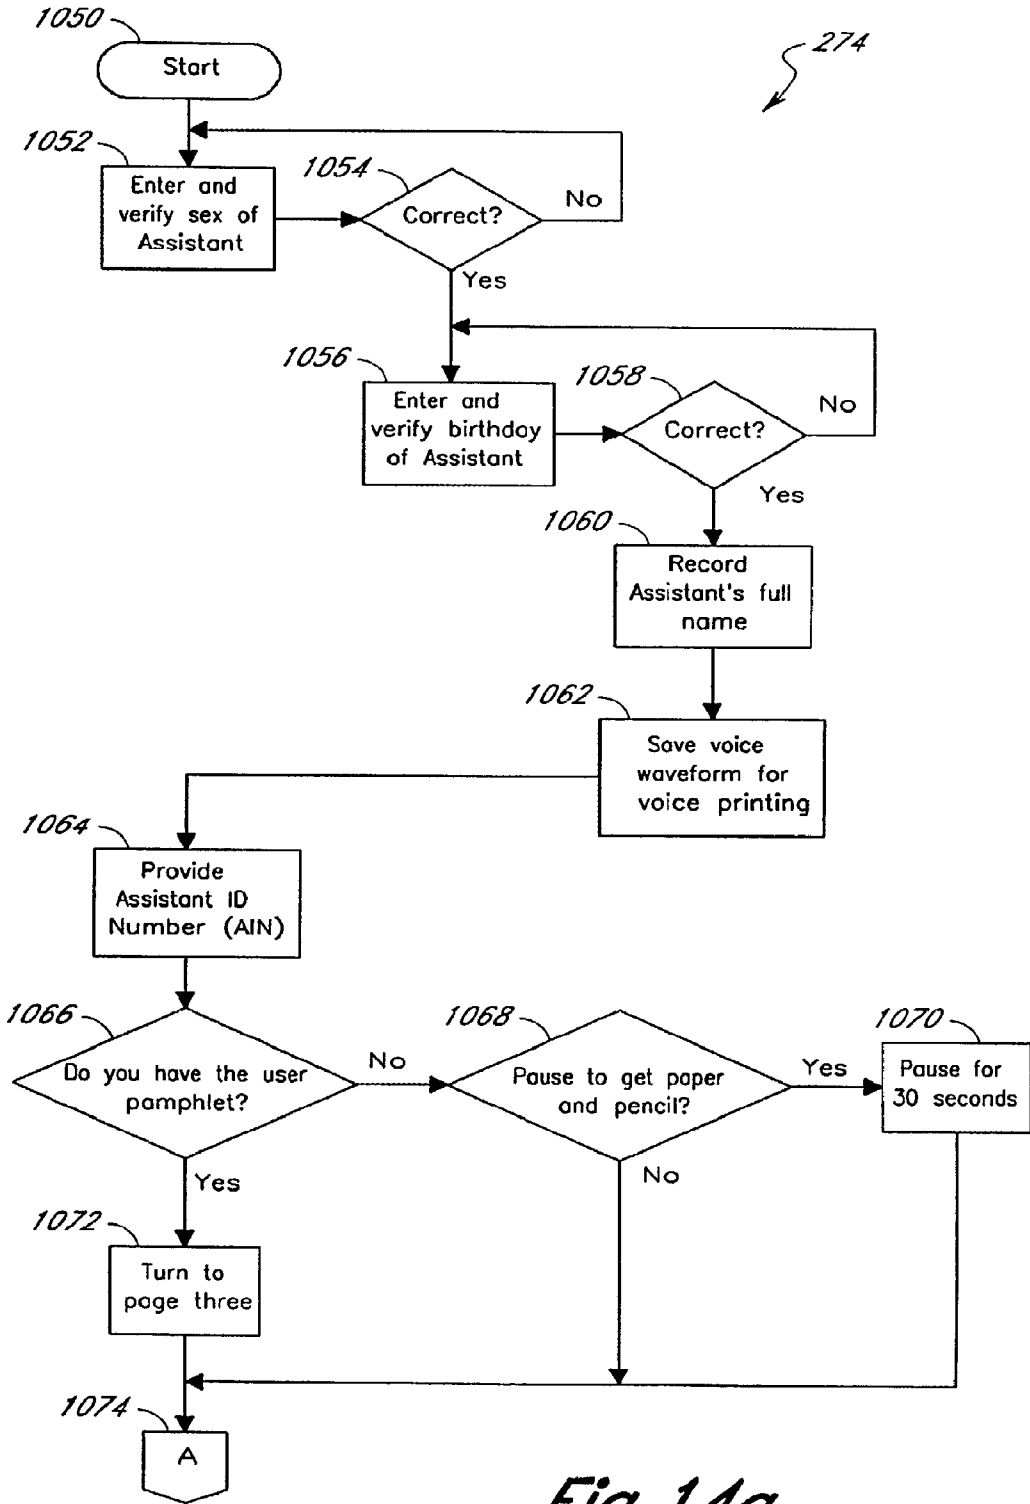 1050
Start
274
1052
Enter and
verify sex of
Assistant
1054
Correct?
No
Yes
1056
Enter and
verify birthday
of Assistant
1058
Correct?
No
Yes
1060
Record
Assistant's full
name
1062
Save voice
waveform for
voice printing
1064
Provide
Assistant ID
Number (AIN)
1066
Do you have the user
pamphlet?
No
Yes
1068
Pause to get paper
and pencil?
Yes
No
1070
Pause for
30 seconds
1072
Turn to
page three
1074
A
Fig. 14a